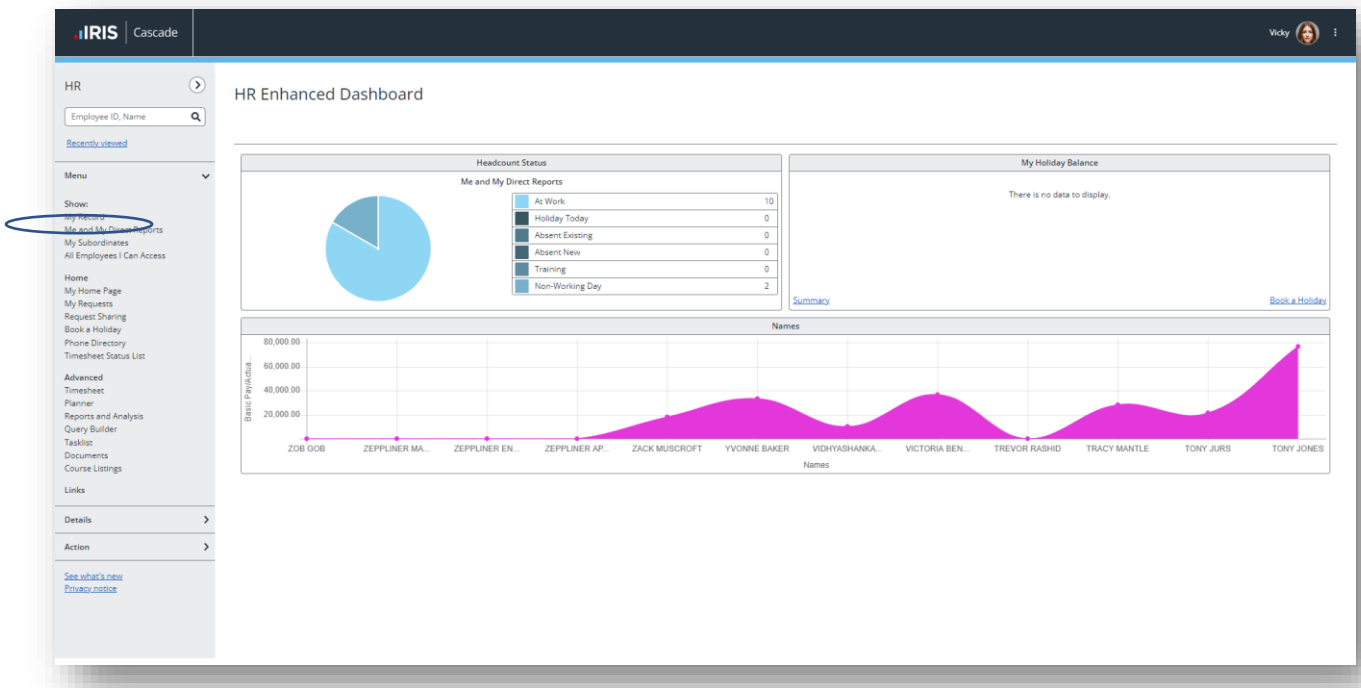 IRIS Cascade
Vicky
HR
Employee ID, Name
Recently viewed
Menu
Show:
My Record
Me and My Direct Reports
My Subordinates
All Employees I Can Access
Home
My Home Page
My Requests
Request Sharing
Book a Holiday
Phone Directory
Timesheet Status List
Advanced
Timesheet
Planner
Reports and Analysis
Query Builder
Tasklist
Documents
Course Listings
Links
Details
Action
See what's new
Privacy notice
HR Enhanced Dashboard
Headcount Status
Me and My Direct Reports
At Work 10
Holiday Today 0
Absent Existing 0
Absent New 0
Training 0
Non-Working Day 2
My Holiday Balance
There is no data to display.
Summary Book a Holiday
Names
Basic Pay/Actua...
80,000.00
60,000.00
40,000.00
20,000.00
ZOB GOB ZEPPLINER MA... ZEPPLINER EN... ZEPPLINER AP... ZACK MUSCROFT YVONNE BAKER VIDHYASHANKA... VICTORIA BEN... TREVOR RASHID TRACY MANTLE TONY JURS TONY JONES
Names